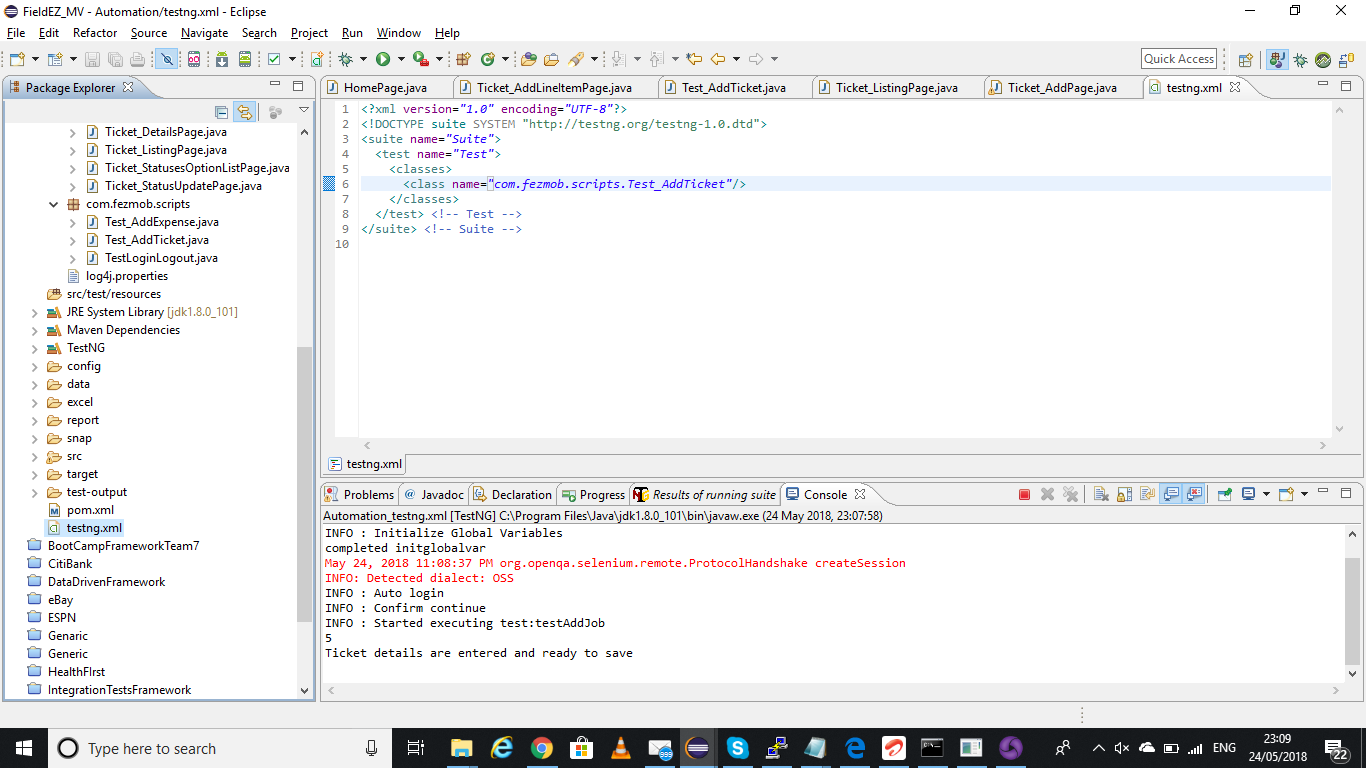 FieldEZ_MV - Automation/testng.xml - Eclipse
File Edit Refactor Source Navigate Search Project Run Window Help
Quick Access
Package Explorer
HomePage.java Ticket_AddLineItemPage.java Test_AddTicket.java Ticket_ListingPage.java Ticket_AddPage.java testng.xml
Ticket_DetailsPage.java
Ticket_ListingPage.java
Ticket_StatusesOptionListPage.java
Ticket_StatusUpdatePage.java
com.fezmob.scripts
Test_AddExpense.java
Test_AddTicket.java
TestLoginLogout.java
log4j.properties
src/test/resources
JRE System Library [jdk1.8.0_101]
Maven Dependencies
TestNG
config
data
excel
report
snap
src
target
test-output
pom.xml
testng.xml
BootCampFrameworkTeam7
CitiBank
DataDrivenFramework
eBay
ESPN
Genaric
Generic
HealthFIrst
IntegrationTestsFramework
1 <?xml version="1.0" encoding="UTF-8"?>
2 <!DOCTYPE suite SYSTEM "http://testng.org/testng-1.0.dtd">
3 <suite name="Suite">
4 <test name="Test">
5 <classes>
6 <class name="com.fezmob.scripts.Test_AddTicket"/>
7 </classes>
8 </test> <!-- Test -->
9 </suite> <!-- Suite -->
10
testng.xml
Problems @ Javadoc Declaration Progress Results of running suite Console
Automation_testng.xml [TestNG] C:\Program Files\Java\jdk1.8.0_101\bin\javaw.exe (24 May 2018, 23:07:58)
INFO : Initialize Global Variables
completed initglobalvar
May 24, 2018 11:08:37 PM org.openqa.selenium.remote.ProtocolHandshake createSession
INFO: Detected dialect: OSS
INFO : Auto login
INFO : Confirm continue
INFO : Started executing test:testAddJob
5
Ticket details are entered and ready to save
Type here to search
ENG
23:09
24/05/2018
22